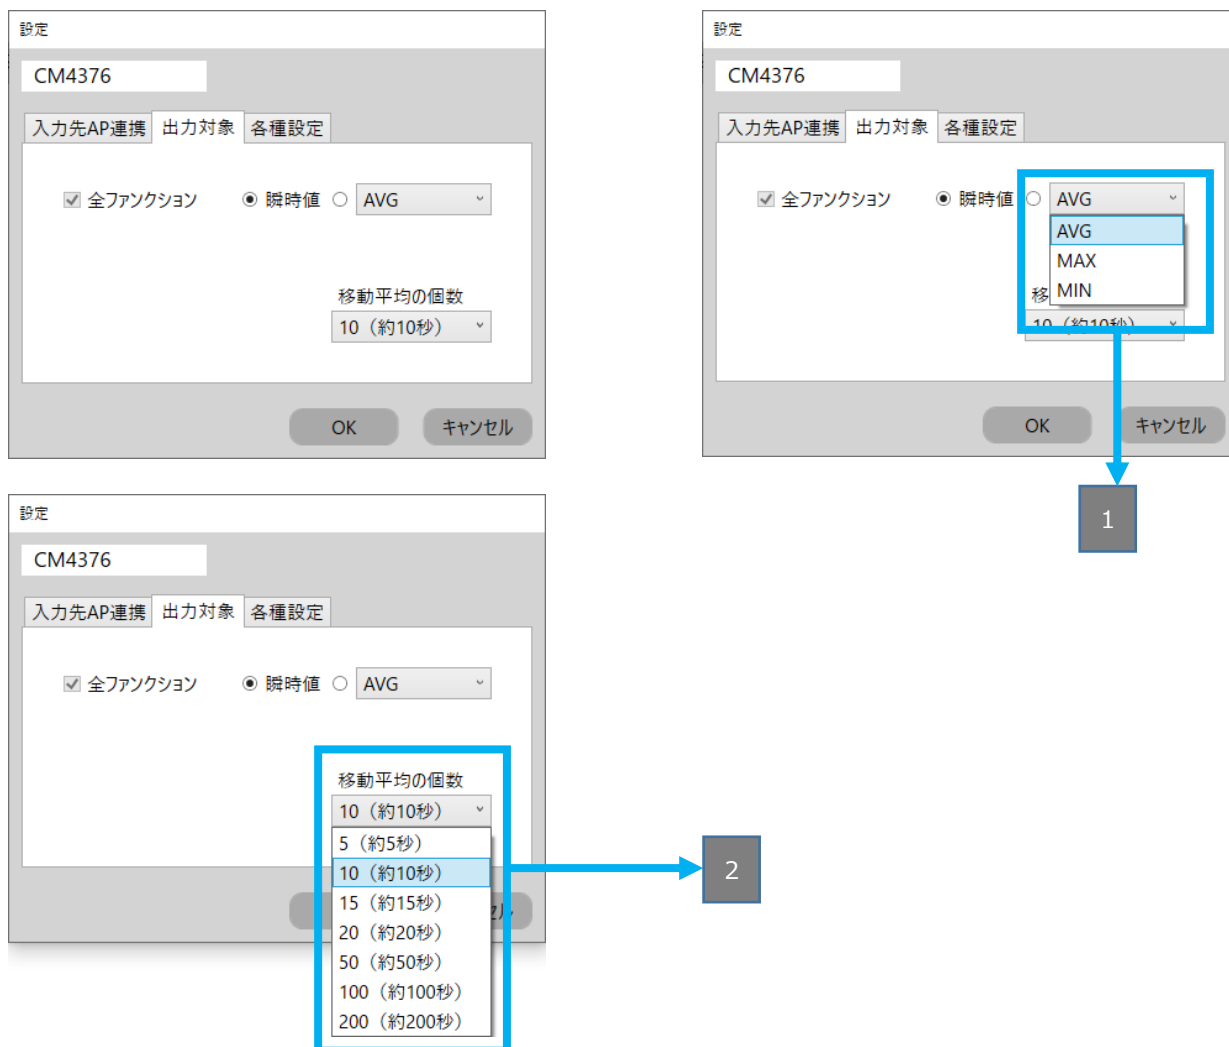 設定
CM4376
入力先AP連携 出力対象 各種設定
全ファンクション 瞬時値 AVG
移動平均の個数
10（約10秒）
OK キャンセル
設定
CM4376
入力先AP連携 出力対象 各種設定
全ファンクション 瞬時値 AVG
AVG
MAX
移 MIN
10（約10秒）
OK キャンセル
1
設定
CM4376
入力先AP連携 出力対象 各種設定
全ファンクション 瞬時値 AVG
移動平均の個数
10（約10秒）
5（約5秒）
10（約10秒）
15（約15秒）
20（約20秒）
50（約50秒）
100（約100秒）
200（約200秒）
セル
2